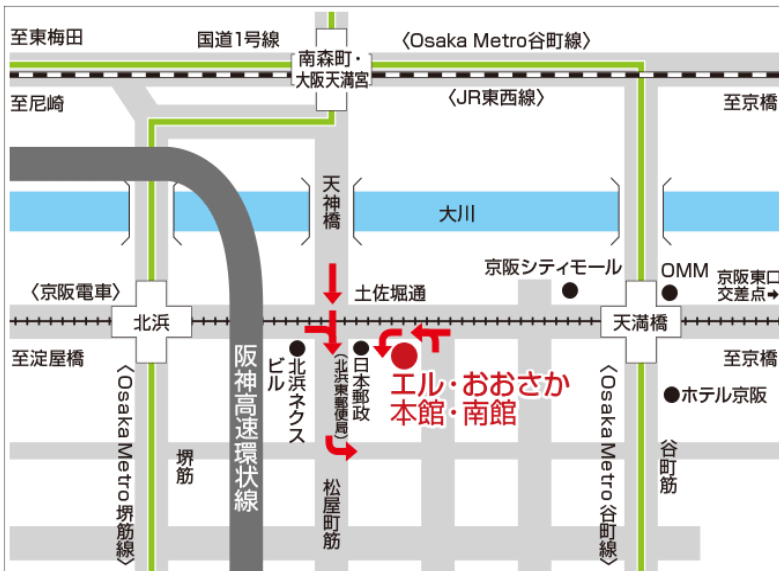 至東梅田
国道1号線
南森町・
大阪天満宮
〈Osaka Metro谷町線〉
至尼崎
〈JR東西線〉
至京橋
天神橋
大川
京阪シティモール
OMM
京阪東口
交差点➡
〈京阪電車〉
土佐堀通
北浜
天満橋
至淀屋橋
至京橋
阪神高速環状線
北浜ネクス
ビル
日本郵政
(北浜東郵便局)
エル・おおさか
本館・南館
ホテル京阪
〈Osaka Metro堺筋線〉
堺筋
松屋町筋
〈Osaka Metro谷町線〉
谷町筋